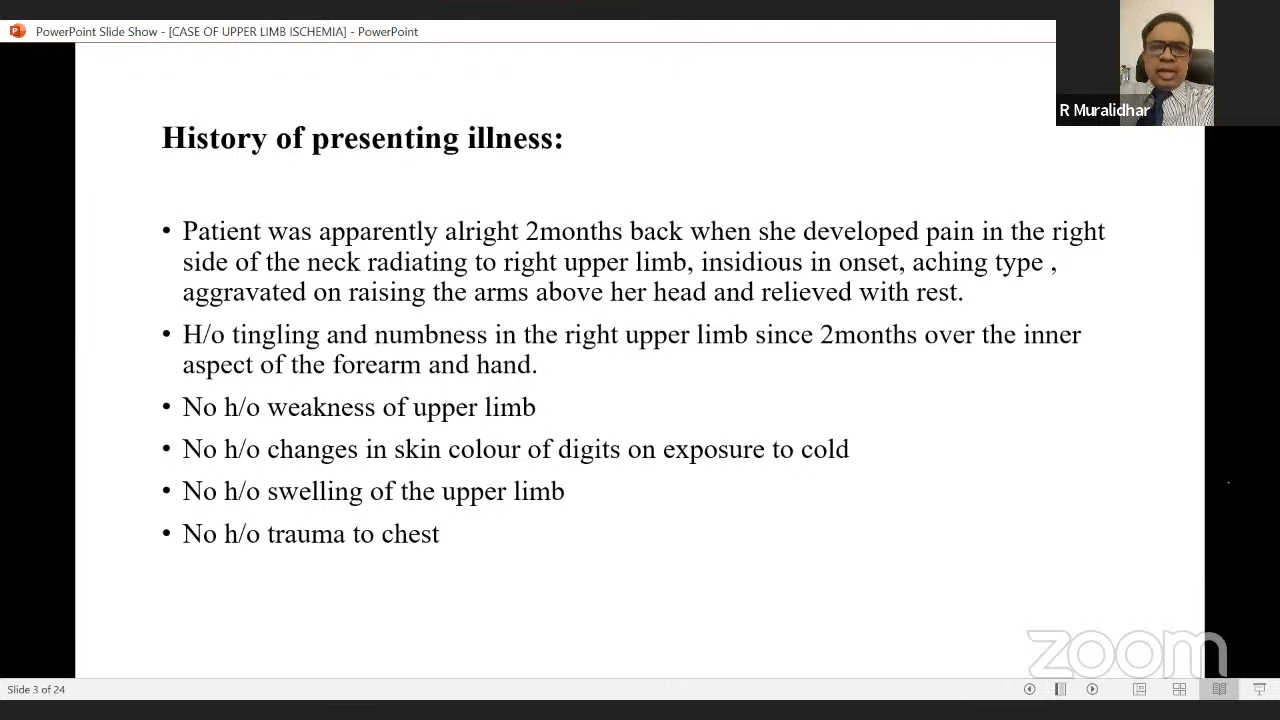 PowerPoint Slide Show - [CASE OF UPPER LIMB ISCHEMIA] - PowerPoint
R Muralidhar
History of presenting illness:
• Patient was apparently alright 2months back when she developed pain in the right
side of the neck radiating to right upper limb, insidious in onset, aching type ,
aggravated on raising the arms above her head and relieved with rest.
• H/o tingling and numbness in the right upper limb since 2months over the inner
aspect of the forearm and hand.
• No h/o weakness of upper limb
• No h/o changes in skin colour of digits on exposure to cold
• No h/o swelling of the upper limb
• No h/o trauma to chest
zoom
Slide 3 of 24